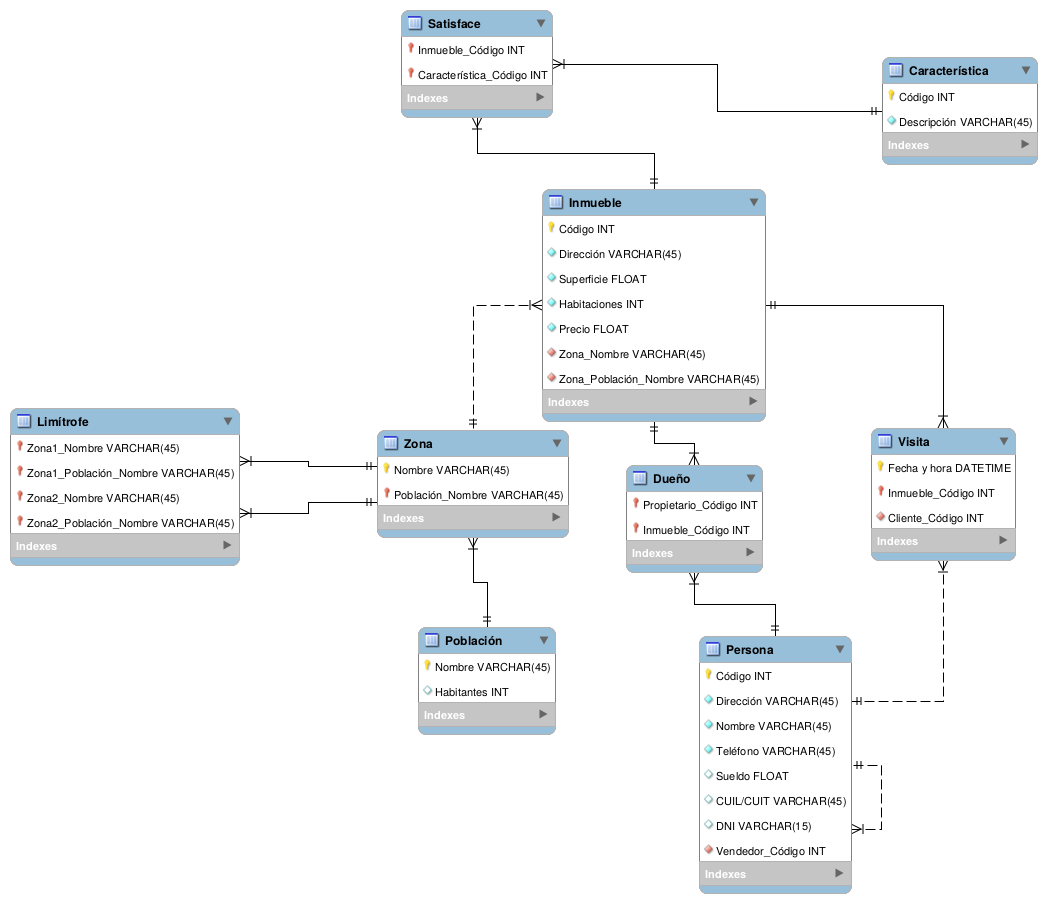 Satisface
Inmueble_Código INT
Característica_Código INT
Indexes
Característica
Código INT
Descripción VARCHAR(45)
Indexes
Inmueble
Código INT
Dirección VARCHAR(45)
Superficie FLOAT
Habitaciones INT
Precio FLOAT
Zona_Nombre VARCHAR(45)
Zona_Población_Nombre VARCHAR(45)
Indexes
Limítrofe
Zona1_Nombre VARCHAR(45)
Zona1_Población_Nombre VARCHAR(45)
Zona2_Nombre VARCHAR(45)
Zona2_Población_Nombre VARCHAR(45)
Indexes
Zona
Nombre VARCHAR(45)
Población_Nombre VARCHAR(45)
Indexes
Dueño
Propietario_Código INT
Inmueble_Código INT
Indexes
Visita
Fecha y hora DATETIME
Inmueble_Código INT
Cliente_Código INT
Indexes
Población
Nombre VARCHAR(45)
Habitantes INT
Indexes
Persona
Código INT
Dirección VARCHAR(45)
Nombre VARCHAR(45)
Teléfono VARCHAR(45)
Sueldo FLOAT
CUIL/CUIT VARCHAR(45)
DNI VARCHAR(15)
Vendedor_Código INT
Indexes